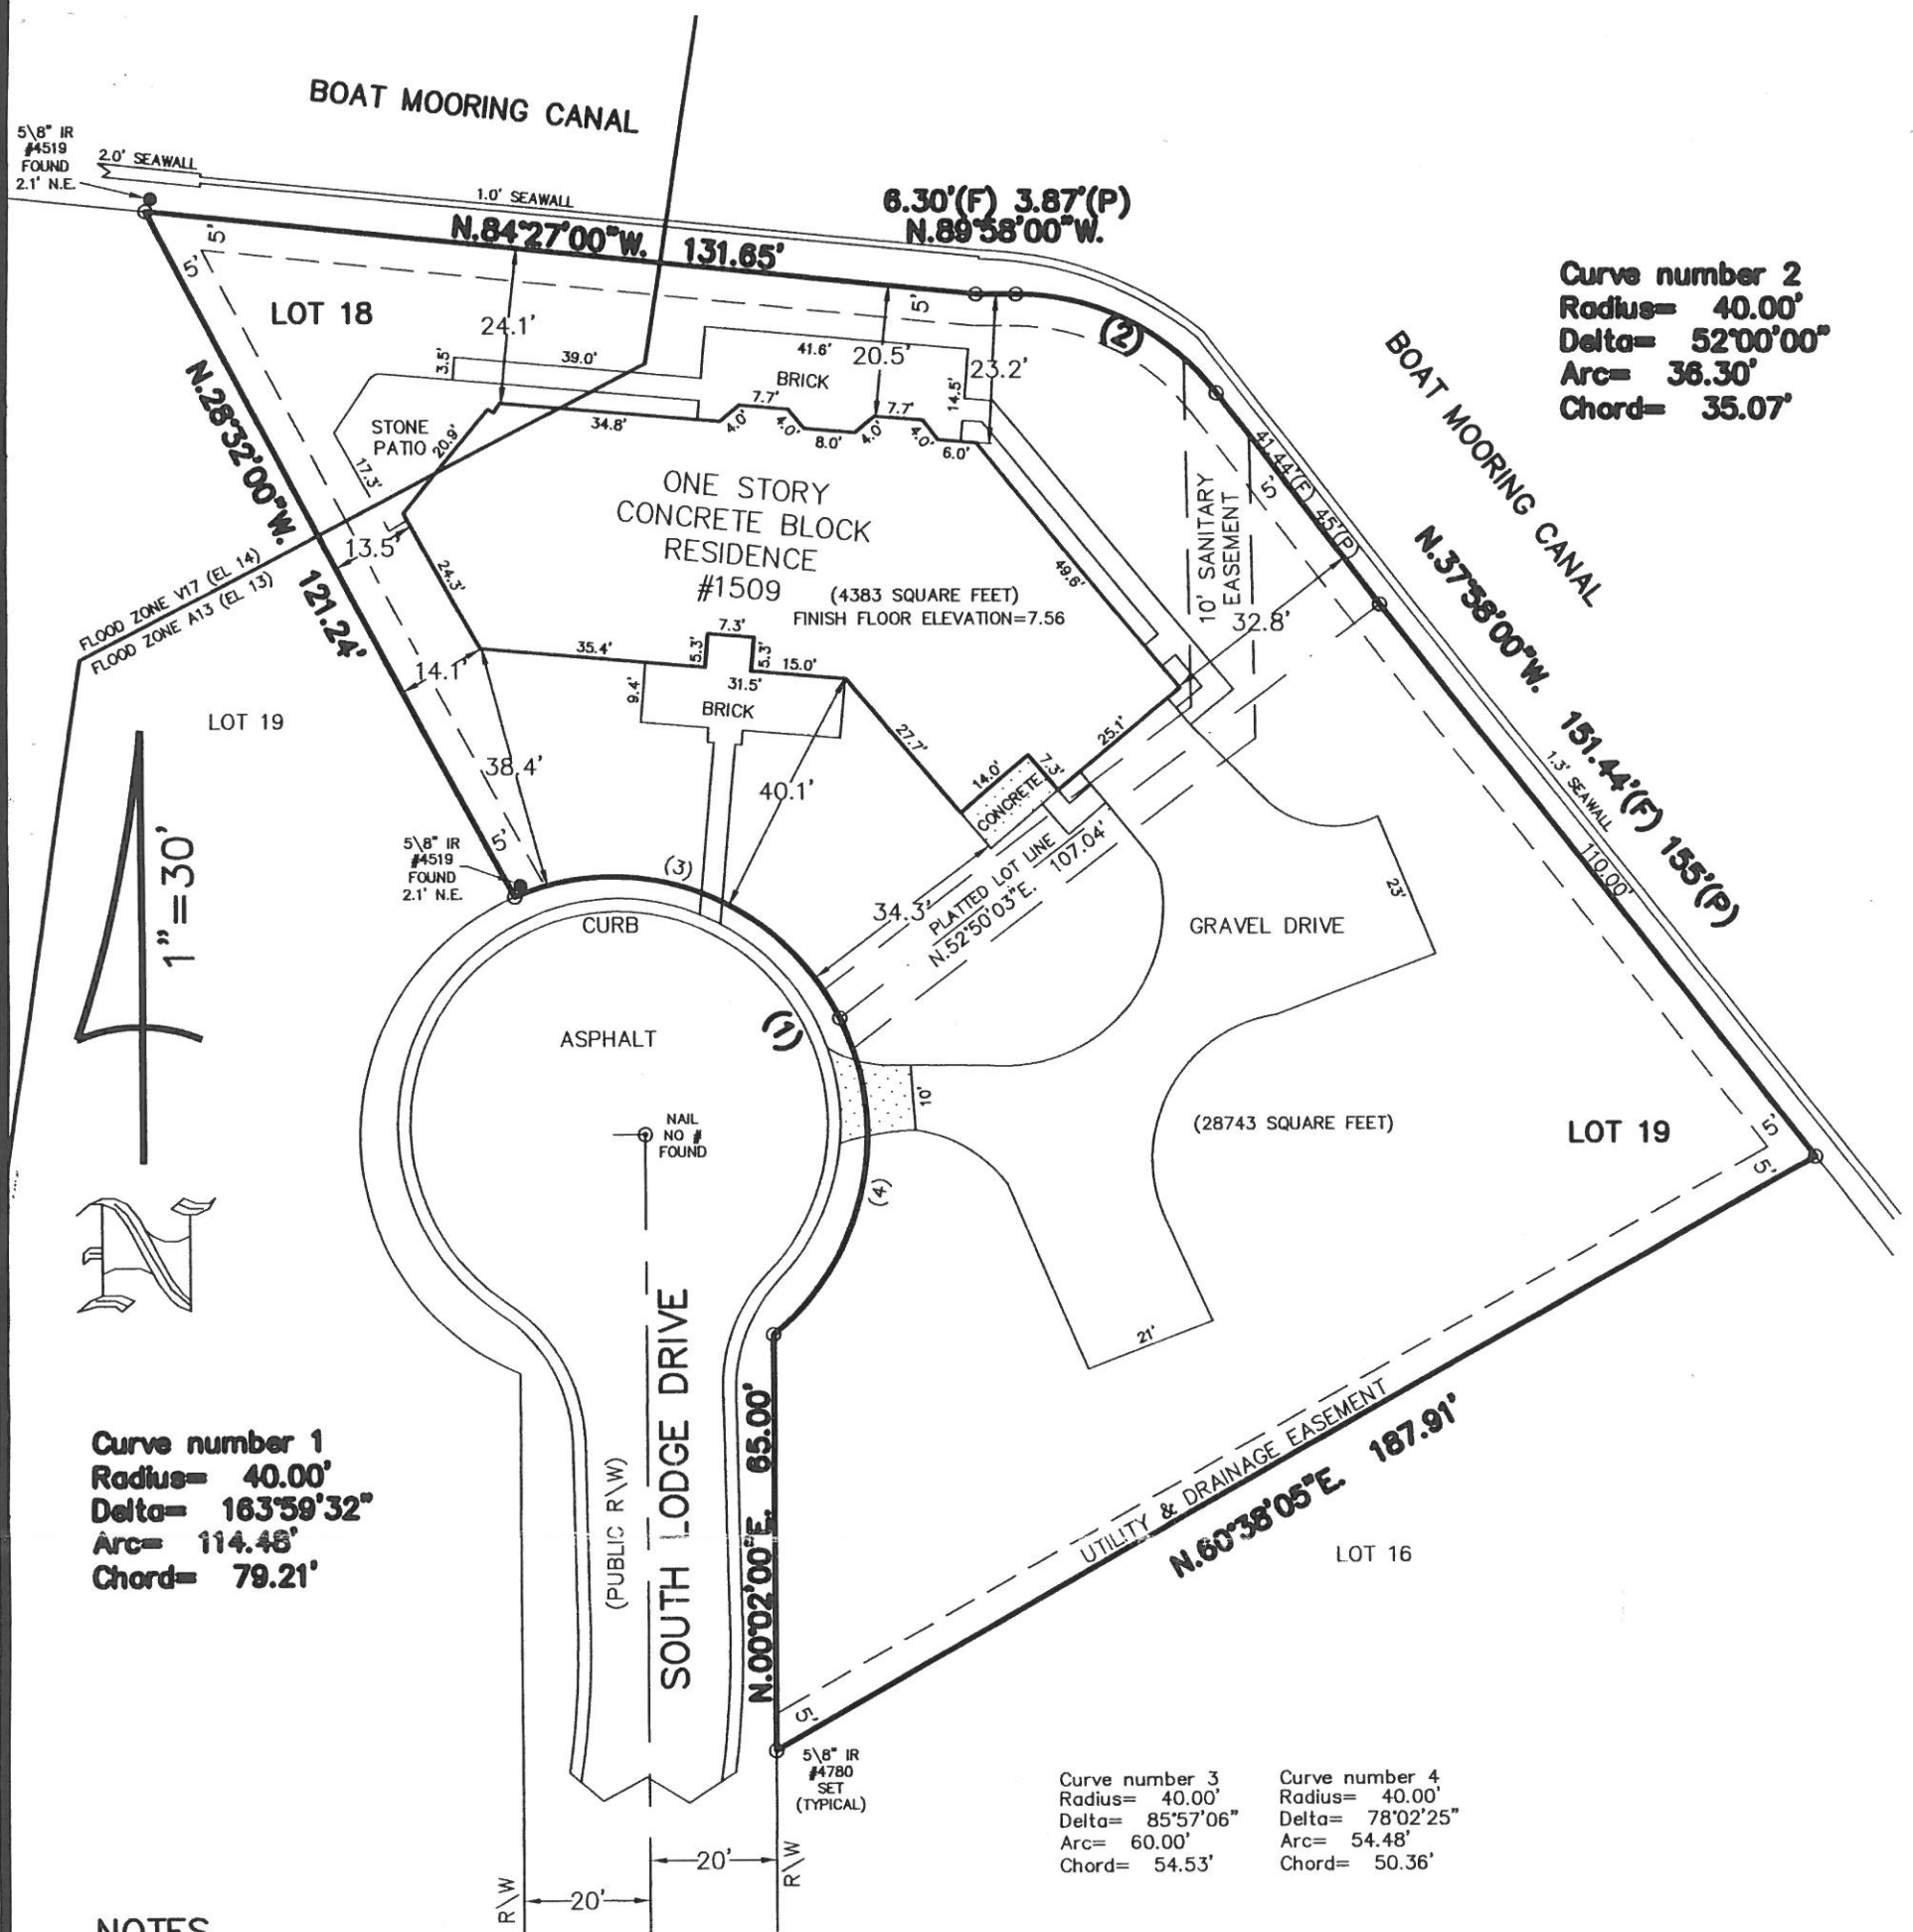 BOAT MOORING CANAL
5\8" IR
#4519
FOUND
2.1' N.E.
2.0' SEAWALL
1.0' SEAWALL
6.30'(F) 3.87'(P)
N.89°58'00"W.
N.84°27'00"W. 131.65'
Curve number 2
Radius= 40.00'
Delta= 52°00'00"
Arc= 36.30'
Chord= 35.07'
5'
5'
LOT 18
24.1'
3.5'
39.0'
41.6'
20.5'
5'
23.2'
(2)
BRICK
14.5'
BOAT MOORING CANAL
N.28°32'00"W. 121.24'
STONE
PATIO
20.9'
17.3'
34.8'
4.0'
7.7'
4.0'
8.0'
4.0'
7.7'
4.0'
6.0'
41.44'(F) 45'(P)
5'
ONE STORY
CONCRETE BLOCK
RESIDENCE
#1509
(4383 SQUARE FEET)
FINISH FLOOR ELEVATION=7.56
49.6'
10' SANITARY
EASEMENT
32.8'
N.37°58'00"W. 151.44'(F) 155'(P)
1.3' SEAWALL
110.00'
FLOOD ZONE V17 (EL 14)
FLOOD ZONE A13 (EL 13)
13.5'
24.3'
14.1'
35.4'
5.3'
7.3'
5.3'
15.0'
31.5'
9.4'
BRICK
LOT 19
38.4'
40.1'
27.7'
14.0'
7.3'
25.1'
CONCRETE
1"=30'
5\8" IR
#4519
FOUND
2.1' N.E.
5'
(3)
CURB
34.3'
PLATTED LOT LINE
N.52°50'03"E. 107.04'
GRAVEL DRIVE
23'
(1)
ASPHALT
10'
NAIL
NO #
FOUND
(28743 SQUARE FEET)
LOT 19
5'
5'
(4)
N
21'
SOUTH LODGE DRIVE
(PUBLIC R\W)
N.00°02'00"E. 65.00'
UTILITY & DRAINAGE EASEMENT
N.60°38'05"E. 187.91'
LOT 16
Curve number 1
Radius= 40.00'
Delta= 163°59'32"
Arc= 114.48'
Chord= 79.21'
5'
5\8" IR
#4780
SET
(TYPICAL)
Curve number 3
Radius= 40.00'
Delta= 85°57'06"
Arc= 60.00'
Chord= 54.53'
Curve number 4
Radius= 40.00'
Delta= 78°02'25"
Arc= 54.48'
Chord= 50.36'
20'
R\W
20'
R\W
NOTES